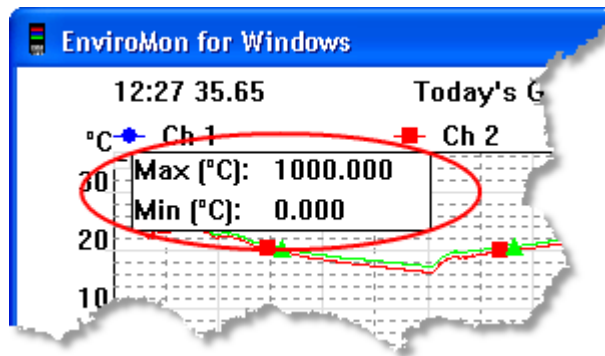 EnviroMon for Windows
12:27 35.65 Today's G
°C Ch 1 Ch 2
Max (°C): 1000.000
30
Min (°C): 0.000
20
10